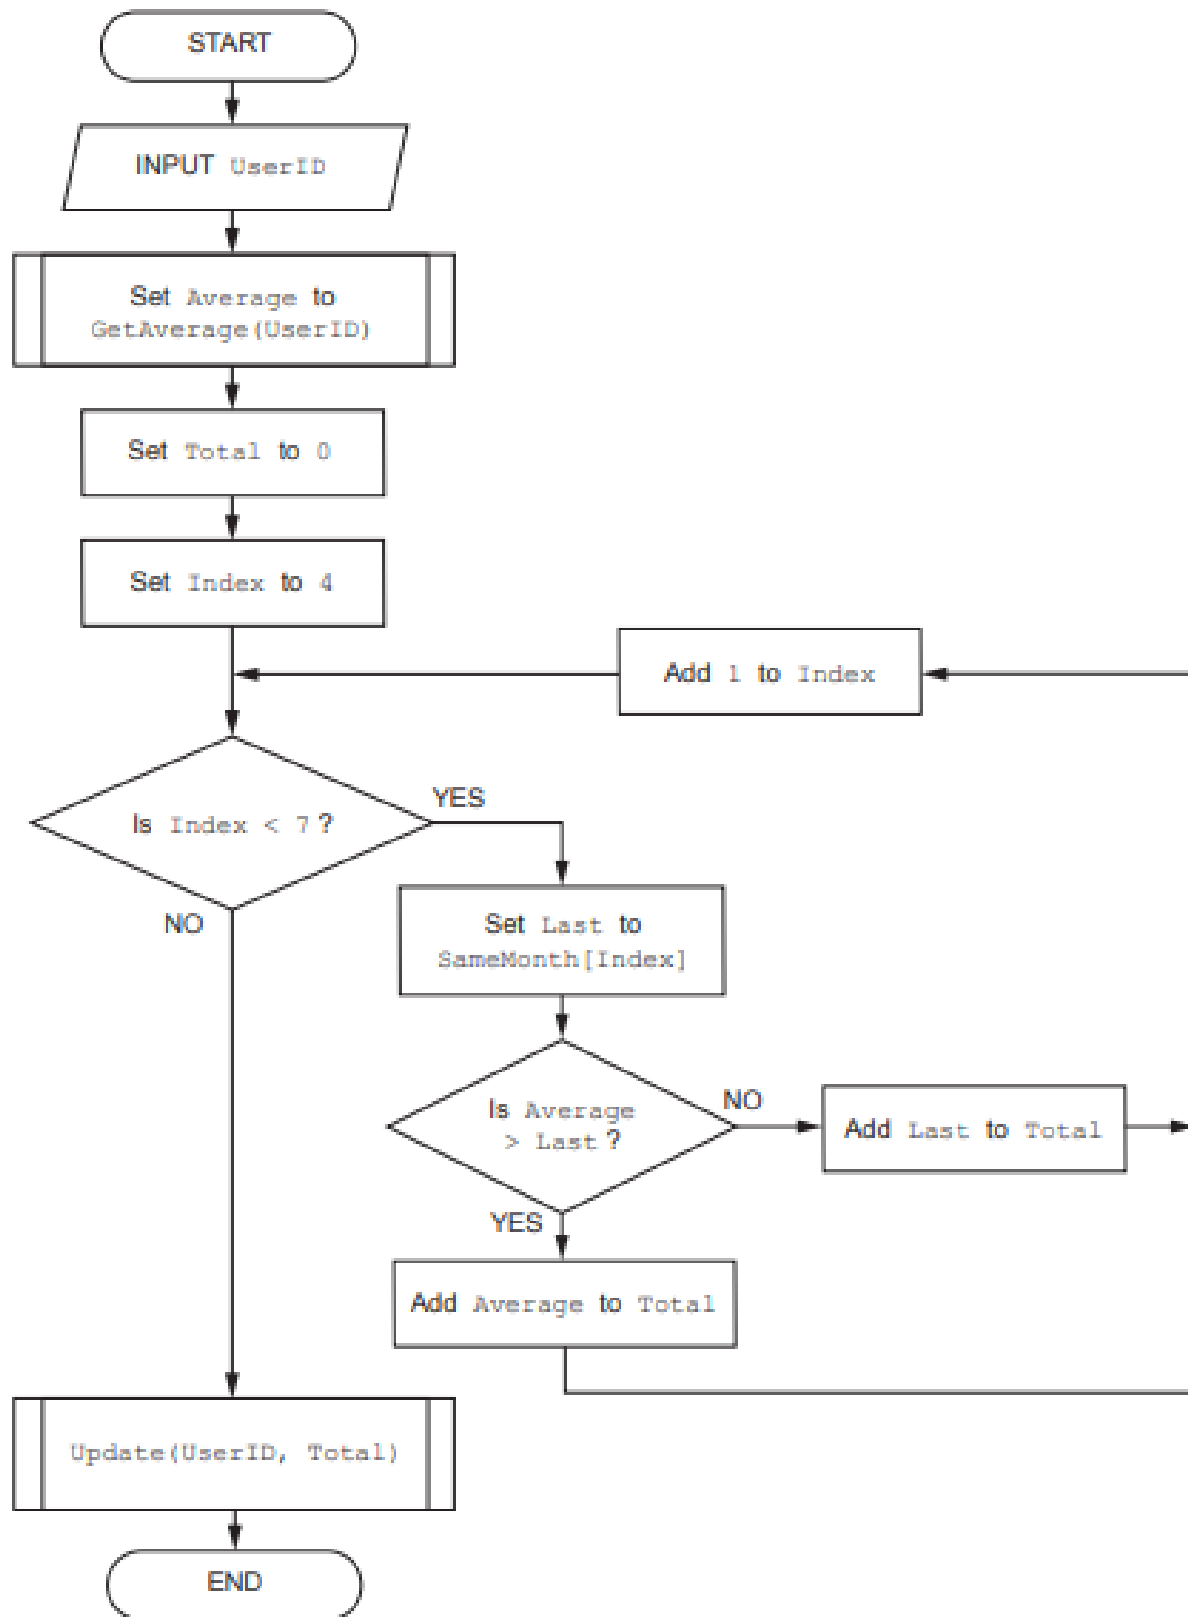 START
INPUT UserID
Set Average to
GetAverage(UserID)
Set Total to 0
Set Index to 4
Add 1 to Index
Is Index < 7 ?
YES
NO
Set Last to
SameMonth[Index]
Is Average
> Last ?
NO
Add Last to Total
YES
Add Average to Total
Update(UserID, Total)
END